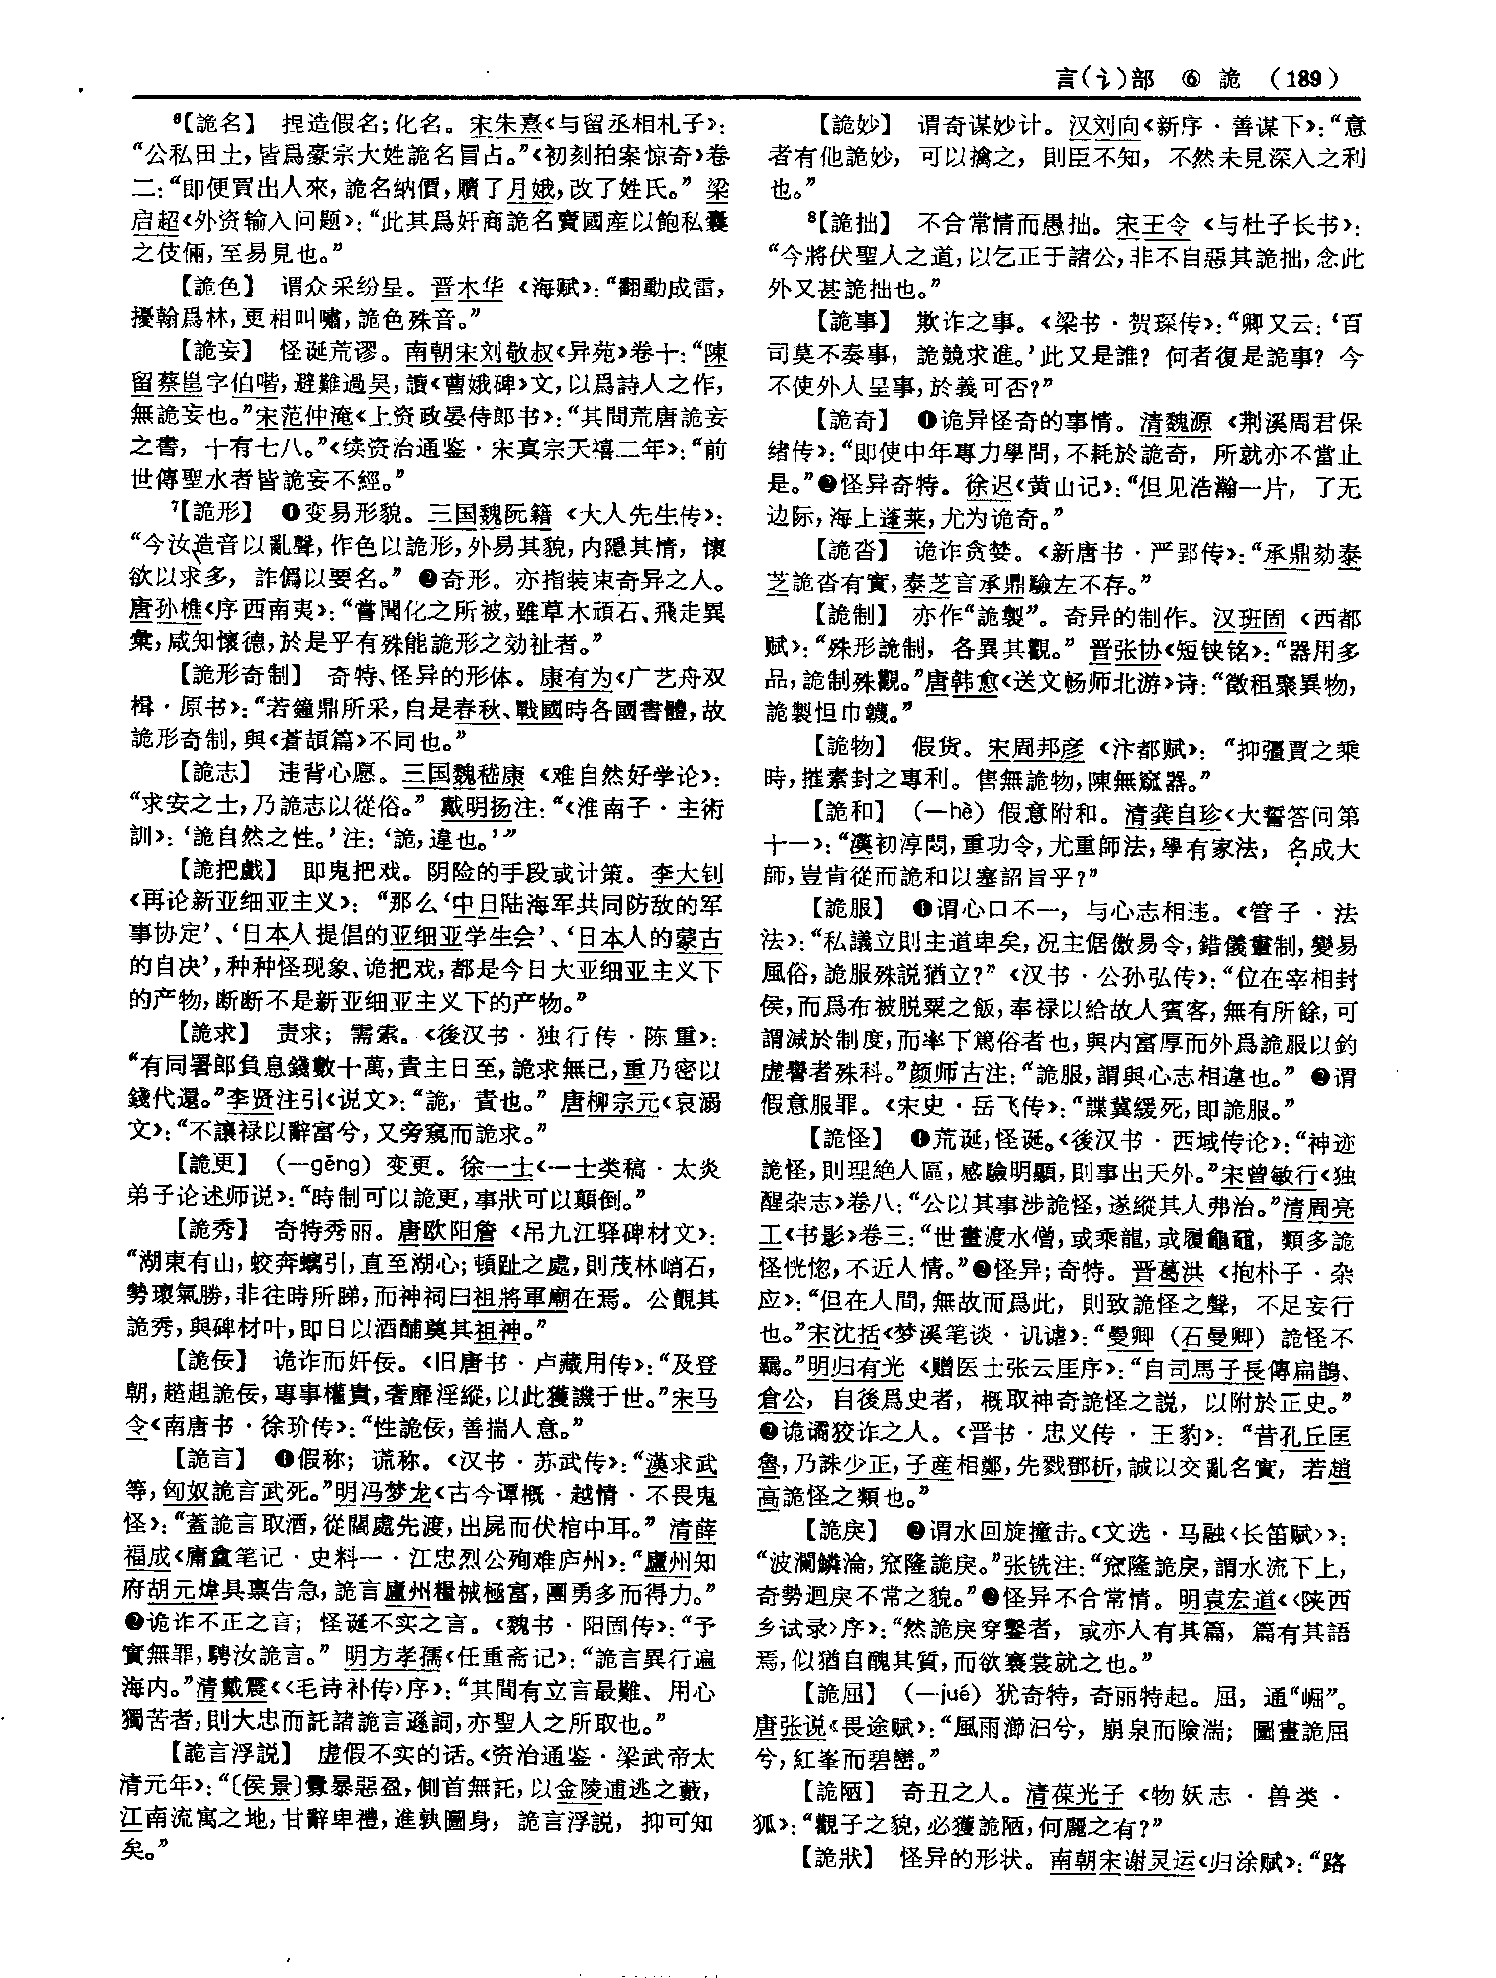 言(讠)部 ⑥ 詭 (189)
⁶【詭名】 捏造假名;化名。宋朱熹《与留丞相札子》:
“公私田土,皆爲豪宗大姓詭名冒占。”《初刻拍案惊奇》卷
二:“即便買出人來,詭名納價,贖了月娥,改了姓氏。” 梁
启超《外资输入问题》:“此其爲奸商詭名賣國產以飽私囊
之伎倆,至易見也。”
【詭色】 谓众采纷呈。晋木华《海赋》:“翻動成雷,
擾翰爲林,更相叫嘯,詭色殊音。”
【詭妄】 怪诞荒谬。南朝宋刘敬叔《异苑》卷十:“陳
留蔡邕字伯喈,避難過吴,讀《曹娥碑》文,以爲詩人之作,
無詭妄也。”宋范仲淹《上资政晏侍郎书》:“其間荒唐詭妄
之書,十有七八。”《续资治通鉴·宋真宗天禧二年》:“前
世傳聖水者皆詭妄不經。”
⁷【詭形】 ❶变易形貌。三国魏阮籍《大人先生传》:
“今汝造音以亂聲,作色以詭形,外易其貌,内隱其情,懷
欲以求多,詐僞以要名。” ❷奇形。亦指装束奇异之人。
唐孙樵《序西南夷》:“嘗聞化之所被,雖草木頑石、飛走異
彙,咸知懷德,於是乎有殊能詭形之効祉者。”
【詭形奇制】 奇特、怪异的形体。康有为《广艺舟双
楫·原书》:“若鐘鼎所采,自是春秋、戰國時各國書體,故
詭形奇制,與《蒼頡篇》不同也。”
【詭志】 违背心愿。三国魏嵇康《难自然好学论》:
“求安之士,乃詭志以從俗。” 戴明扬注:“《淮南子·主術
訓》:‘詭自然之性。’注:‘詭,違也。’”
【詭把戲】 即鬼把戏。阴险的手段或计策。李大钊
《再论新亚细亚主义》:“那么‘中日陆海军共同防敌的军
事协定’、‘日本人提倡的亚细亚学生会’、‘日本人的蒙古
的自决’,种种怪现象、诡把戏,都是今日大亚细亚主义下
的产物,断断不是新亚细亚主义下的产物。”
【詭求】 责求;需索。《後汉书·独行传·陈重》:
“有同署郎負息錢數十萬,責主日至,詭求無已,重乃密以
錢代還。”李贤注引《说文》:“詭,責也。” 唐柳宗元《哀溺
文》:“不讓禄以辭富兮,又旁窺而詭求。”
【詭更】 (—gēng) 变更。徐一士《一士类稿·太炎
弟子论述师说》:“時制可以詭更,事狀可以顛倒。”
【詭秀】 奇特秀丽。唐欧阳詹《吊九江驿碑材文》:
“湖東有山,蛟奔螭引,直至湖心;頓趾之處,則茂林峭石,
勢瓌氣勝,非往時所睇,而神祠曰祖將軍廟在焉。公觀其
詭秀,與碑材叶,即日以酒酺奠其祖神。”
【詭佞】 诡诈而奸佞。《旧唐书·卢藏用传》:“及登
朝,趑趄詭佞,專事權貴,奢靡淫縱,以此獲譏于世。”宋马
令《南唐书·徐玠传》:“性詭佞,善揣人意。”
【詭言】 ❶假称;谎称。《汉书·苏武传》:“漢求武
等,匈奴詭言武死。”明冯梦龙《古今谭概·越情·不畏鬼
怪》:“蓋詭言取酒,從閣處先渡,出屍而伏棺中耳。” 清薛
福成《庸盦笔记·史料一·江忠烈公殉难庐州》:“廬州知
府胡元煒具禀告急,詭言廬州糧械極富,團勇多而得力。”
❷诡诈不正之言;怪诞不实之言。《魏书·阳固传》:“予
實無罪,騁汝詭言。” 明方孝孺《任重斋记》:“詭言異行遍
海内。”清戴震《〈毛诗补传〉序》:“其間有立言最難、用心
獨苦者,則大忠而託諸詭言遜詞,亦聖人之所取也。”
【詭言浮説】 虚假不实的话。《资治通鉴·梁武帝太
清元年》:“〔侯景〕釁暴惡盈,側首無託,以金陵逋逃之藪,
江南流寓之地,甘辭卑禮,進孰圖身,詭言浮説,抑可知
矣。”
【詭妙】 谓奇谋妙计。汉刘向《新序·善谋下》:“意
者有他詭妙,可以擒之,則臣不知,不然未見深入之利
也。”
⁸【詭拙】 不合常情而愚拙。宋王令《与杜子长书》:
“今將伏聖人之道,以乞正于諸公,非不自惡其詭拙,念此
外又甚詭拙也。”
【詭事】 欺诈之事。《梁书·贺琛传》:“卿又云:‘百
司莫不奏事,詭競求進。’此又是誰?何者復是詭事?今
不使外人呈事,於義可否?”
【詭奇】 ❶诡异怪奇的事情。清魏源《荆溪周君保
绪传》:“即使中年專力學問,不耗於詭奇,所就亦不當止
是。”❷怪异奇特。徐迟《黄山记》:“但见浩瀚一片,了无
边际,海上蓬莱,尤为诡奇。”
【詭沓】 诡诈贪婪。《新唐书·严郢传》:“承鼎劾泰
芝詭沓有實,泰芝言承鼎驗左不存。”
【詭制】 亦作“詭製”。奇异的制作。汉班固《西都
赋》:“殊形詭制,各異其觀。” 晋张协《短铗铭》:“器用多
品,詭制殊觀。”唐韩愈《送文畅师北游》诗:“徵租聚異物,
詭製怛巾韈。”
【詭物】 假货。宋周邦彦《汴都赋》:“抑彊賈之乘
時,摧素封之專利。售無詭物,陳無窳器。”
【詭和】 (—hè) 假意附和。清龚自珍《大誓答问第
十一》:“漢初淳悶,重功令,尤重師法,學有家法,名成大
師,豈肯從而詭和以塞詔旨乎?”
【詭服】 ❶谓心口不一,与心志相违。《管子·法
法》:“私議立則主道卑矣,况主倨傲易令,錯儀畫制,變易
風俗,詭服殊説猶立?”《汉书·公孙弘传》:“位在宰相封
侯,而爲布被脱粟之飯,奉禄以給故人賓客,無有所餘,可
謂減於制度,而率下篤俗者也,與内富厚而外爲詭服以釣
虚譽者殊科。”颜师古注:“詭服,謂與心志相違也。” ❷谓
假意服罪。《宋史·岳飞传》:“諜冀緩死,即詭服。”
【詭怪】 ❶荒诞;怪诞。《後汉书·西域传论》:“神迹
詭怪,則理絶人區,感驗明顯,則事出天外。”宋曾敏行《独
醒杂志》卷八:“公以其事涉詭怪,遂縱其人弗治。”清周亮
工《书影》卷三:“世畫渡水僧,或乘龍,或履龜黿,類多詭
怪恍惚,不近人情。”❷怪异;奇特。晋葛洪《抱朴子·杂
应》:“但在人間,無故而爲此,則致詭怪之聲,不足妄行
也。”宋沈括《梦溪笔谈·讥谑》:“曼卿(石曼卿)詭怪不
羈。”明归有光《赠医士张云厓序》:“自司馬子長傳扁鵲、
倉公,自後爲史者,概取神奇詭怪之説,以附於正史。”
❷诡谲狡诈之人。《晋书·忠义传·王豹》:“昔孔丘匡
魯,乃誅少正,子産相鄭,先戮鄧析,誠以交亂名實,若趙
高詭怪之類也。”
【詭戾】 ❷谓水回旋撞击。《文选·马融〈长笛赋〉》:
“波瀾鱗淪,窊隆詭戾。”张铣注:“窊隆詭戾,謂水流下上,
奇勢迴戾不常之貌。”❷怪异不合常情。明袁宏道《〈陕西
乡试录〉序》:“然詭戾穿鑿者,或亦人有其篇,篇有其語
焉,似猶自醜其質,而欲褰裳就之也。”
【詭屈】 (—jué) 犹奇特,奇丽特起。屈,通“崛”。
唐张说《畏途赋》:“風雨瀄汩兮,崩泉而險湍;圖畫詭屈
兮,紅峯而碧巒。”
【詭陋】 奇丑之人。清葆光子《物妖志·兽类·
狐》:“觀子之貌,必獲詭陋,何麗之有?”
【詭狀】 怪异的形状。南朝宋谢灵运《归涂赋》:“路